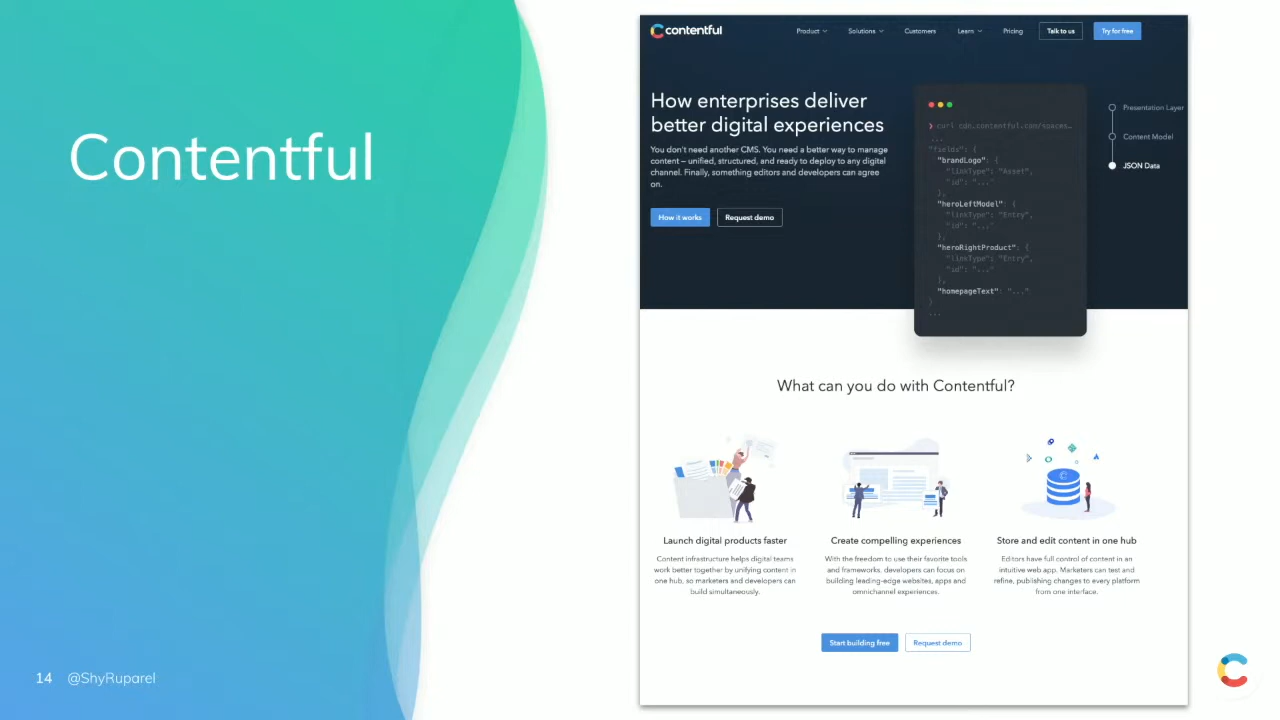 Contentful
14 @ShyRuparel
contentful
Product Solutions Customers Learn Pricing Talk to us Try for free
How enterprises deliver
better digital experiences
You don't need another CMS. You need a better way to manage
content – unified, structured, and ready to deploy to any digital
channel. Finally, something editors and developers can agree
on.
How it works Request demo
❯ curl cdn.contentful.com/spaces…
...
"fields": {
"brandLogo": {
"linkType": "Asset",
"id": "..."
},
"heroLeftModel": {
"linkType": "Entry",
"id": "..."
},
"heroRightProduct": {
"linkType": "Entry",
"id": "..."
},
"homepageText": "..."
}
...
Presentation Layer
Content Model
JSON Data
What can you do with Contentful?
Launch digital products faster
Content infrastructure helps digital teams
work better together by unifying content in
one hub, so marketers and developers can
build simultaneously.
Create compelling experiences
With the freedom to use their favorite tools
and frameworks, developers can focus on
building leading-edge websites, apps and
omnichannel experiences.
Store and edit content in one hub
Editors have full control of content in an
intuitive web app. Marketers can test and
refine, publishing changes to every platform
from one interface.
Start building free Request demo